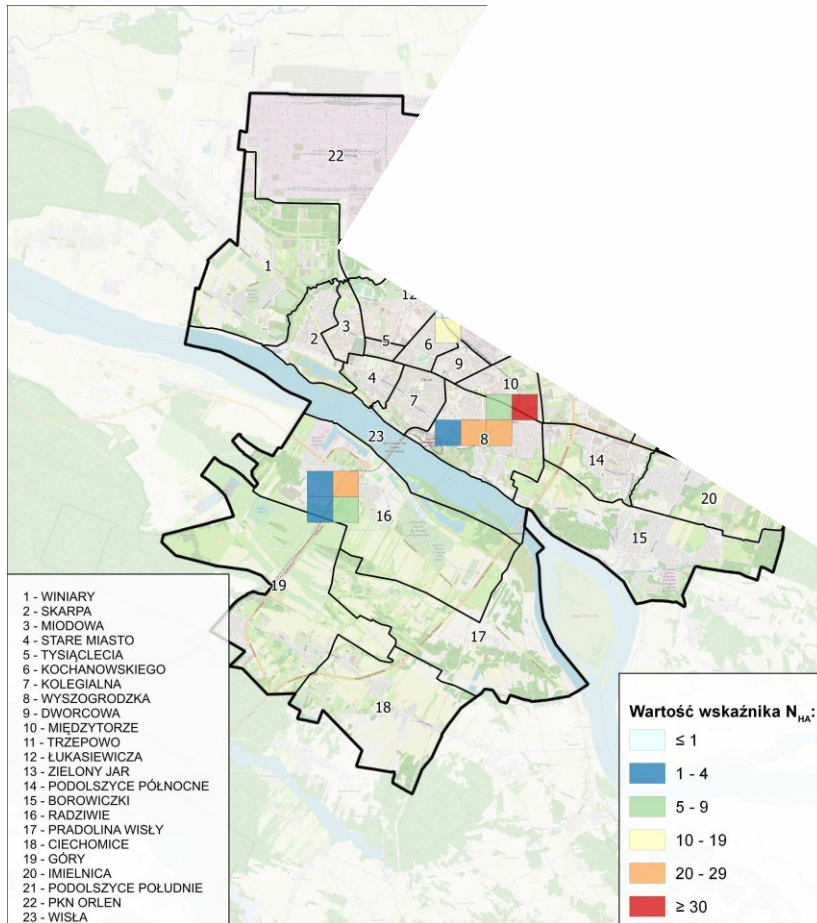 22
1
12
3
2
5
6
9
4
10
7
8
23
14
20
16
15
19
17
18
1 - WINIARY
2 - SKARPA
3 - MIODOWA
4 - STARE MIASTO
5 - TYSIĄCLECIA
6 - KOCHANOWSKIEGO
7 - KOLEGIALNA
8 - WYSZOGRODZKA
9 - DWORCOWA
10 - MIĘDZYTORZE
11 - TRZEPOWO
12 - ŁUKASIEWICZA
13 - ZIELONY JAR
14 - PODOLSZYCE PÓŁNOCNE
15 - BOROWICZKI
16 - RADZIWIE
17 - PRADOLINA WISŁY
18 - CIECHOMICE
19 - GÓRY
20 - IMIELNICA
21 - PODOLSZYCE POŁUDNIE
22 - PKN ORLEN
23 - WISŁA
Wartość wskaźnika N_HA:
≤ 1
1 - 4
5 - 9
10 - 19
20 - 29
≥ 30